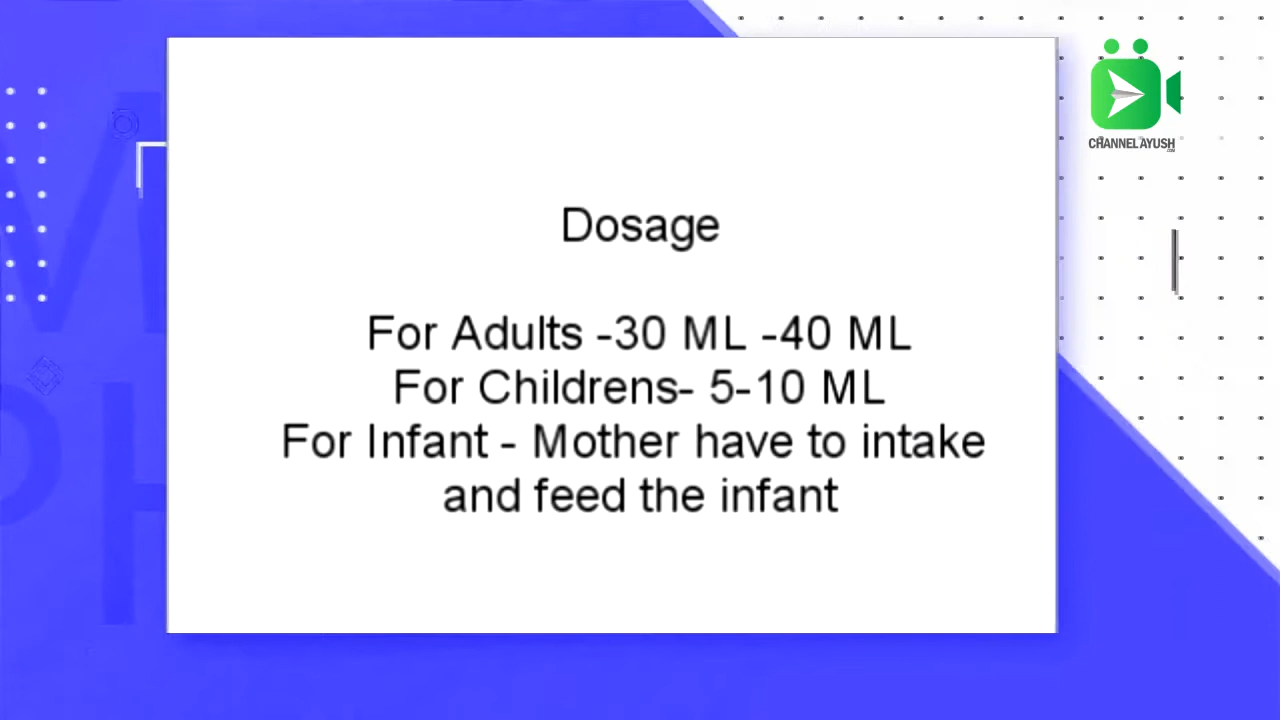 CHANNEL AYUSH
.COM
Dosage
For Adults -30 ML -40 ML
For Childrens- 5-10 ML
For Infant - Mother have to intake
and feed the infant